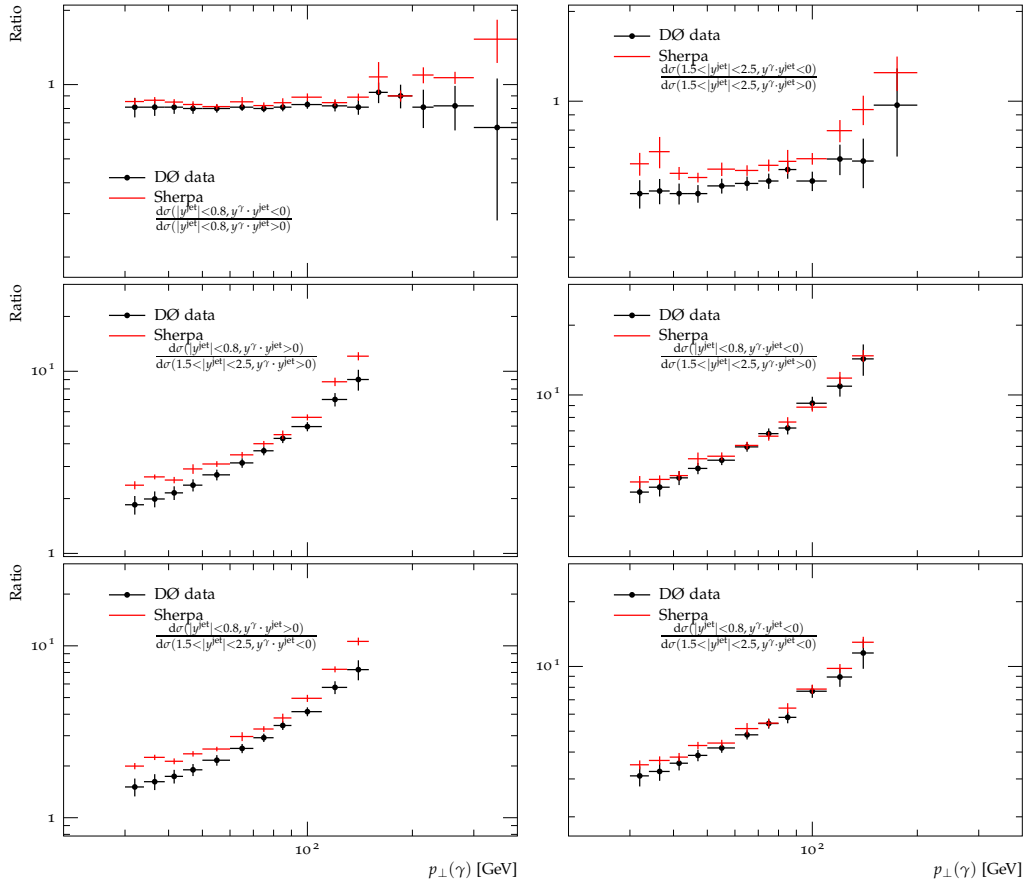 Ratio
1
DØ data
Sherpa
dσ(|y^jet|<0.8, y^γ · y^jet<0)
dσ(|y^jet|<0.8, y^γ · y^jet>0)
DØ data
Sherpa
dσ(1.5<|y^jet|<2.5, y^γ·y^jet<0)
dσ(1.5<|y^jet|<2.5, y^γ·y^jet>0)
1
Ratio
DØ data
Sherpa
dσ(|y^jet|<0.8, y^γ · y^jet>0)
dσ(1.5<|y^jet|<2.5, y^γ · y^jet>0)
10^1
1
DØ data
Sherpa
dσ(|y^jet|<0.8, y^γ·y^jet<0)
dσ(1.5<|y^jet|<2.5, y^γ·y^jet>0)
10^1
Ratio
DØ data
Sherpa
dσ(|y^jet|<0.8, y^γ · y^jet>0)
dσ(1.5<|y^jet|<2.5, y^γ · y^jet<0)
10^1
1
10^2
p⊥(γ) [GeV]
DØ data
Sherpa
dσ(|y^jet|<0.8, y^γ·y^jet<0)
dσ(1.5<|y^jet|<2.5, y^γ·y^jet<0)
10^1
10^2
p⊥(γ) [GeV]